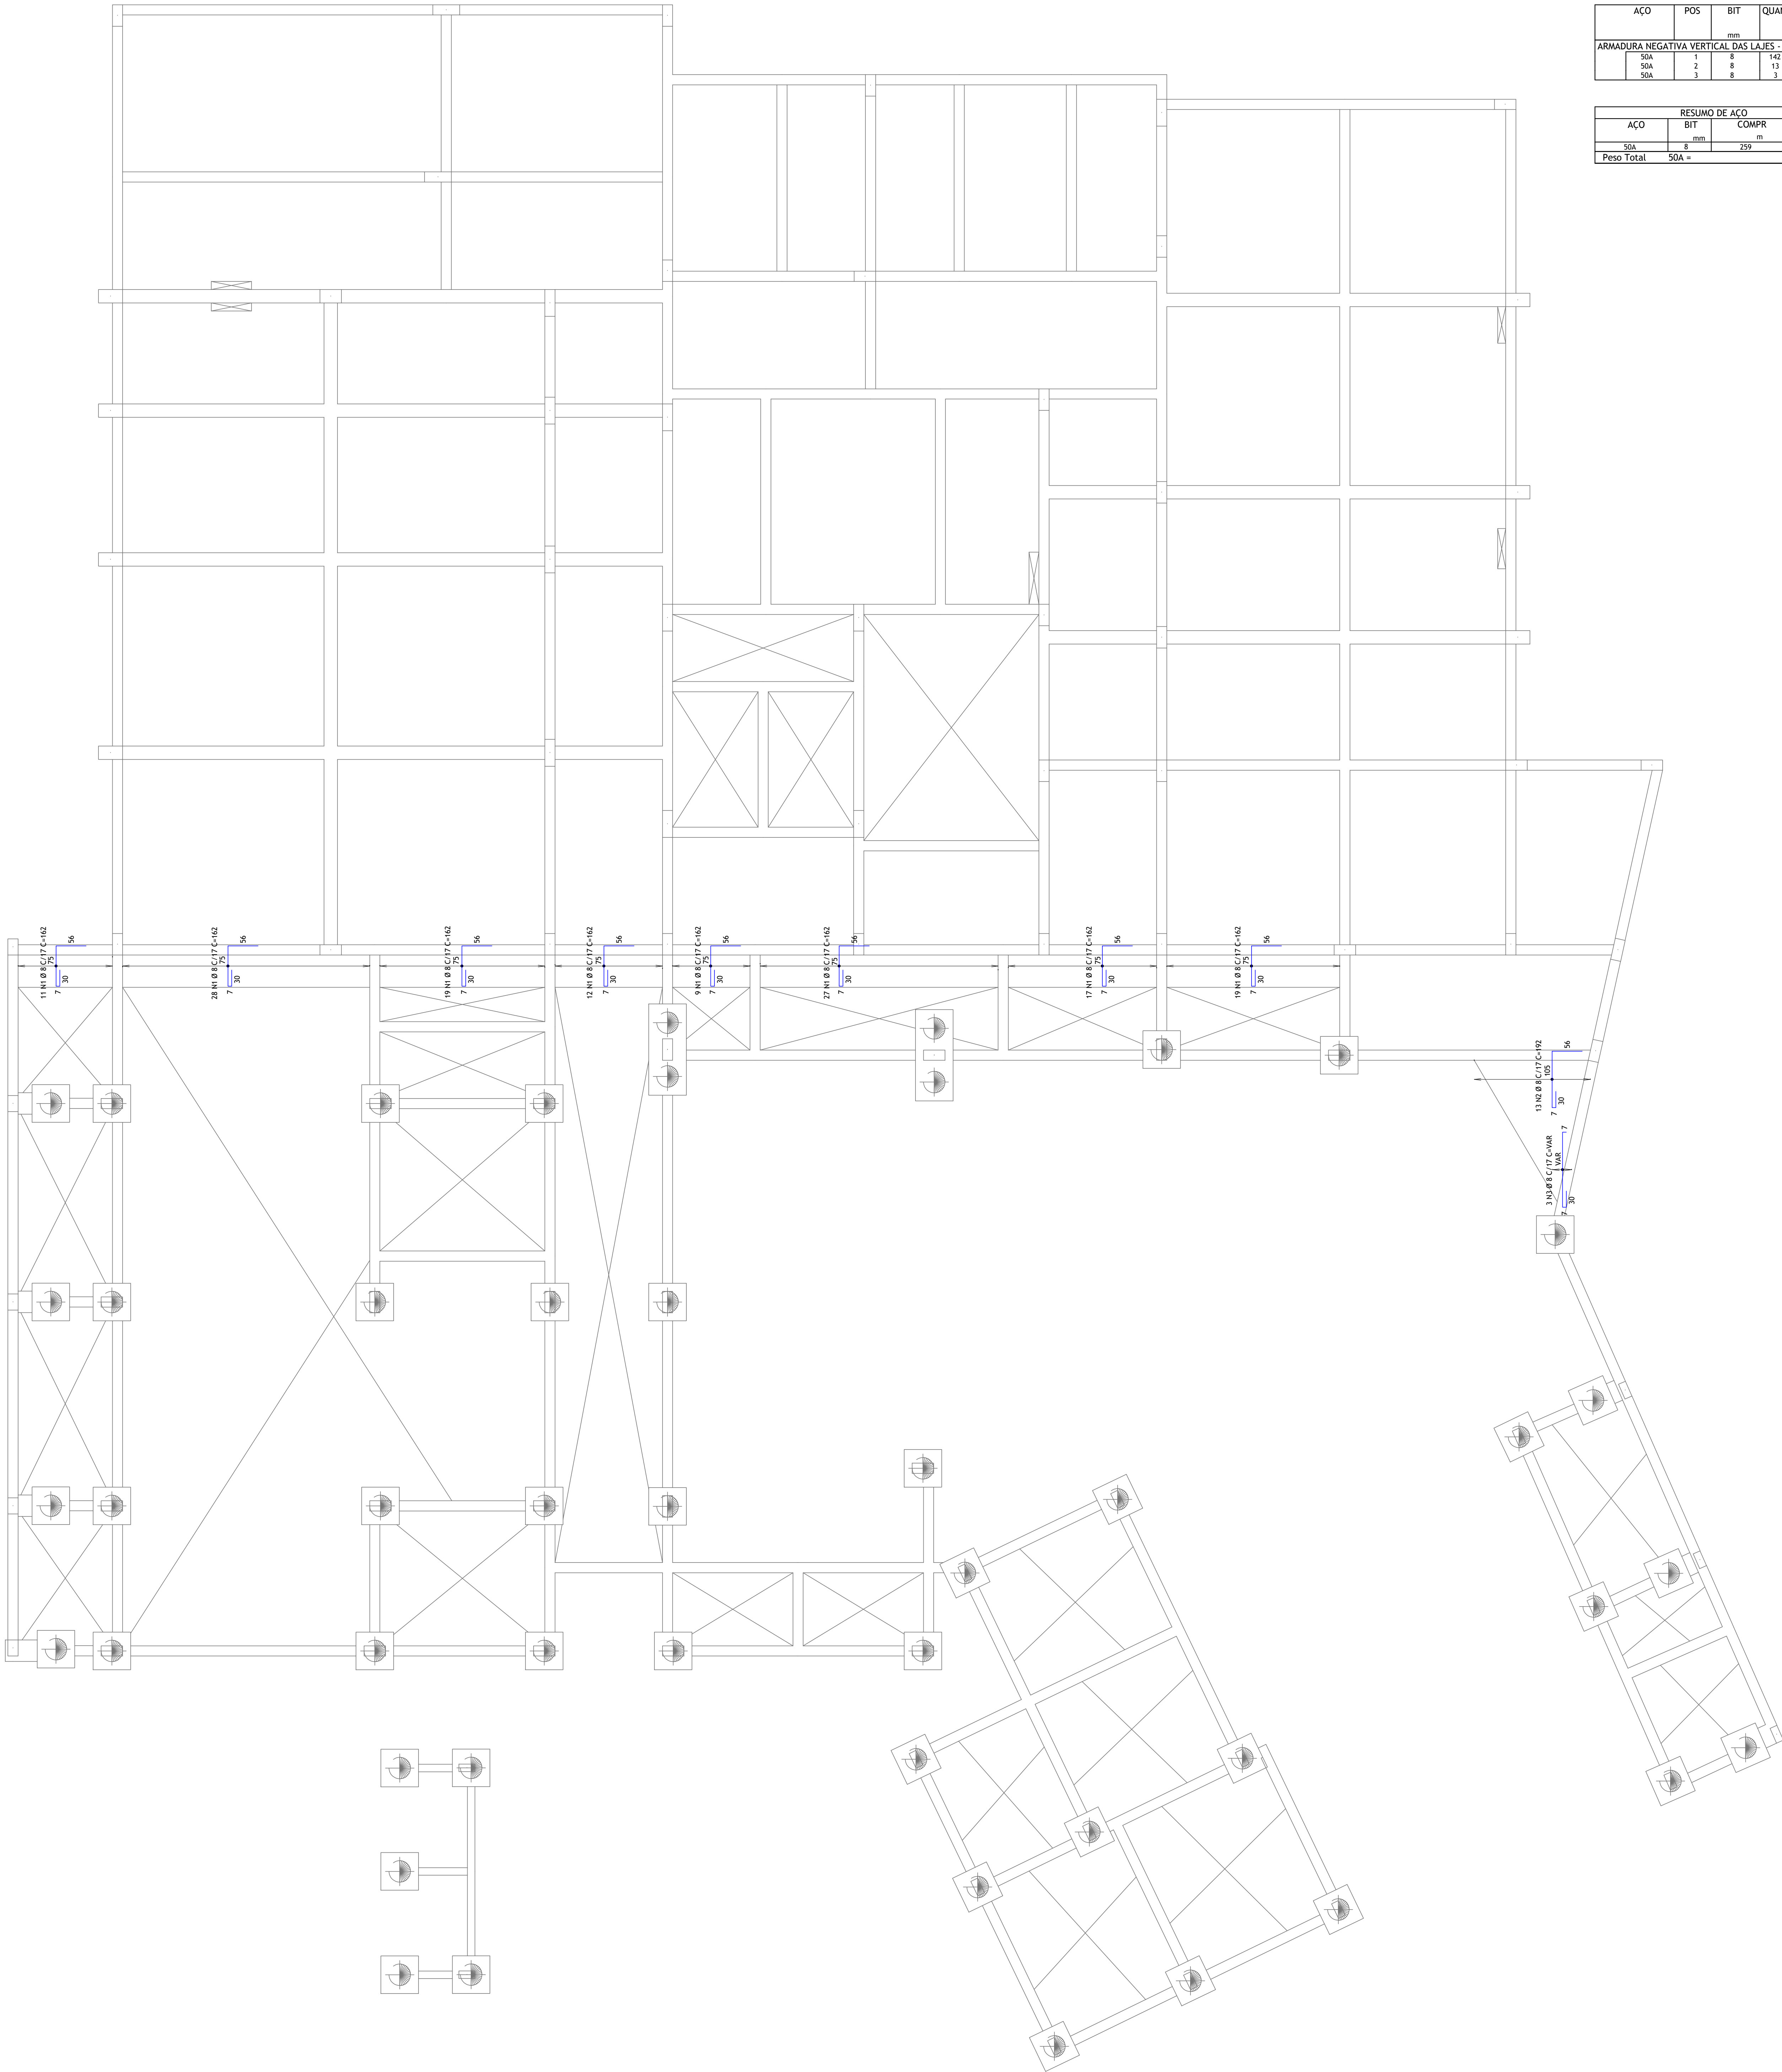 AÇO POS BIT QUAN
mm
ARMADURA NEGATIVA VERTICAL DAS LAJES -
50A 1 8 142
50A 2 8 13
50A 3 8 3
RESUMO DE AÇO
AÇO BIT COMPR
mm m
50A 8 259
Peso Total 50A =
11 N1 Ø 8 C/17 C=162
75
56
7
30
28 N1 Ø 8 C/17 C=162
75
56
7
30
19 N1 Ø 8 C/17 C=162
75
56
7
30
12 N1 Ø 8 C/17 C=162
75
56
7
30
9 N1 Ø 8 C/17 C=162
75
56
7
30
27 N1 Ø 8 C/17 C=162
75
56
7
30
17 N1 Ø 8 C/17 C=162
75
56
7
30
19 N1 Ø 8 C/17 C=162
75
56
7
30
13 N2 Ø 8 C/17 C=192
105
56
7
30
3 N3 Ø 8 C/17 C=VAR
VAR
7
7
30